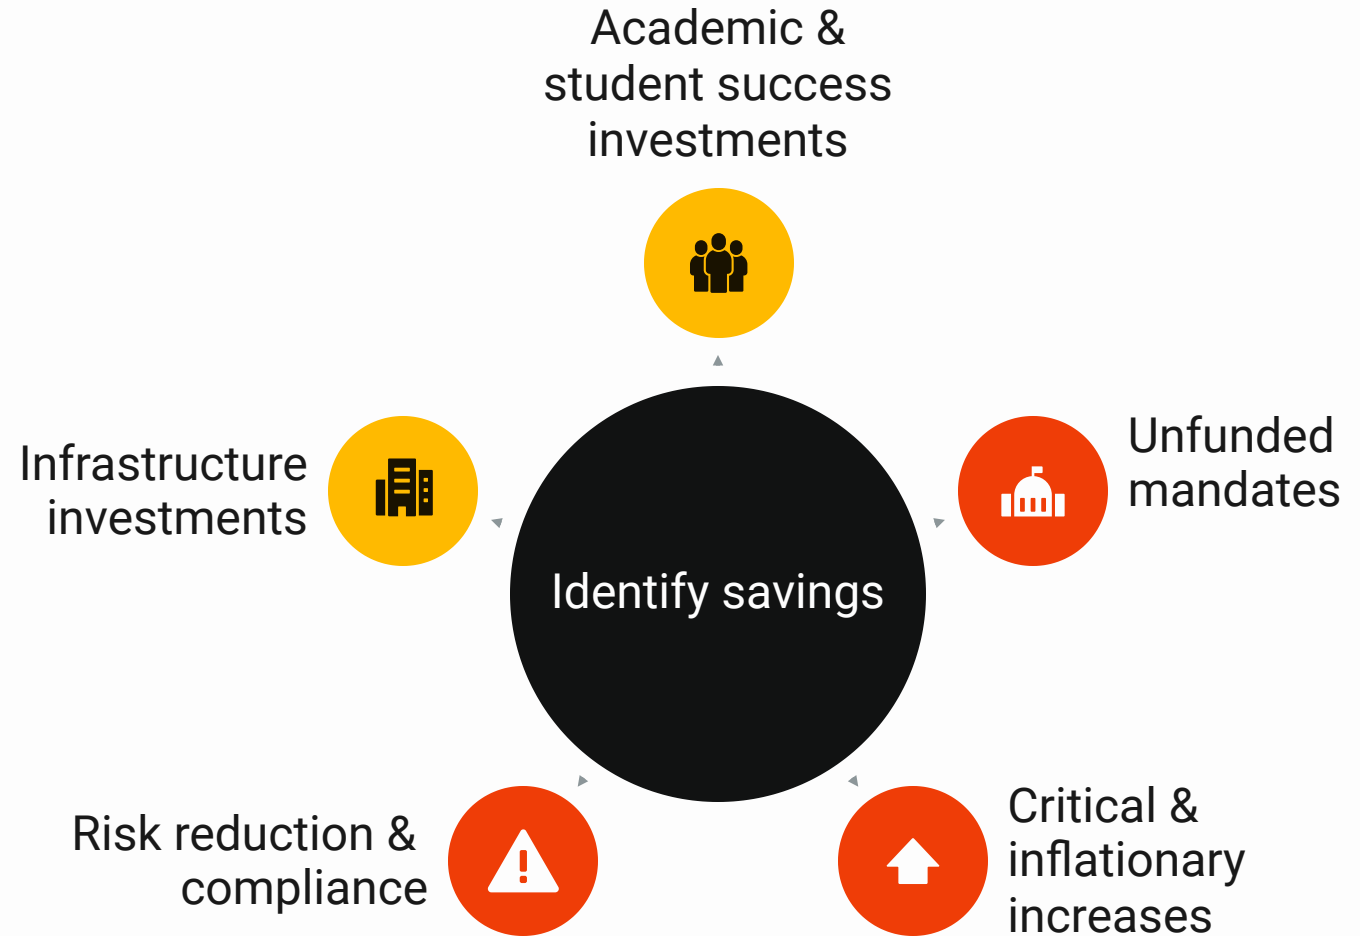 Academic &
student success
investments
Infrastructure
investments
Unfunded
mandates
Identify savings
Risk reduction &
compliance
Critical &
inflationary
increases